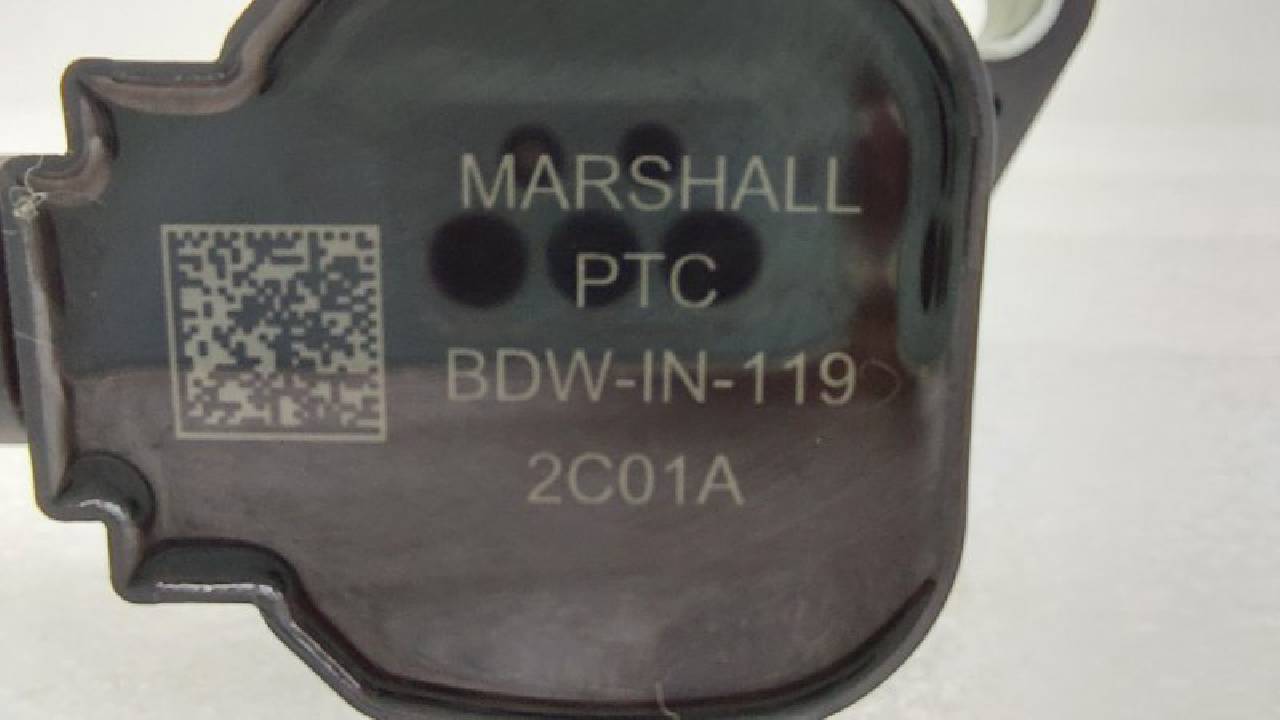 MARSHALL
PTC
BDW-IN-119
2C01A